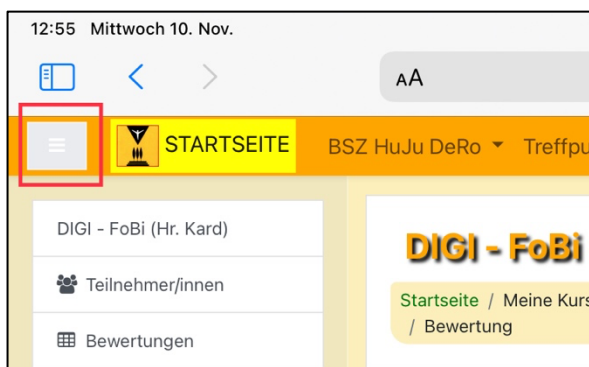 12:55 Mittwoch 10. Nov.
AA
STARTSEITE BSZ HuJu DeRo Treffpu
DIGI - FoBi (Hr. Kard)
Teilnehmer/innen
Bewertungen
DIGI - FoBi
Startseite / Meine Kurs
/ Bewertung